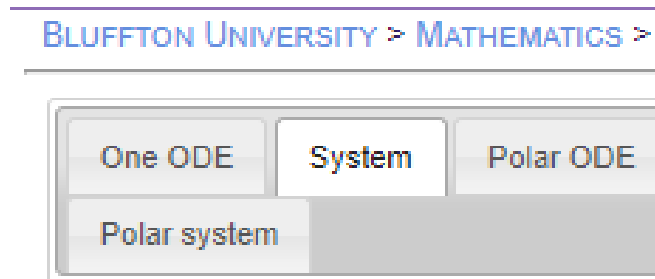 BLUFFTON UNIVERSITY > MATHEMATICS >
One ODE System Polar ODE
Polar system